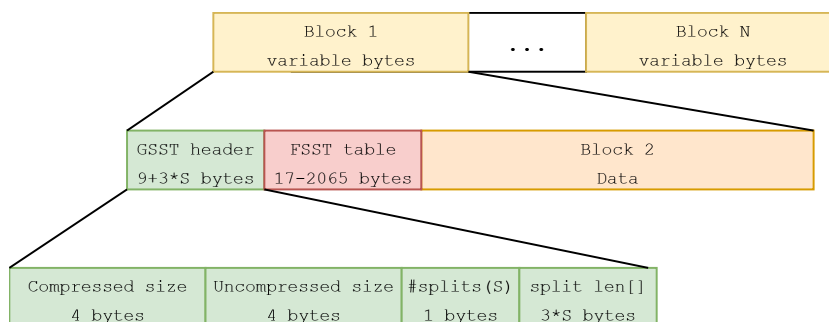 Block 1
variable bytes
...
Block N
variable bytes
GSST header
9+3*S bytes
FSST table
17-2065 bytes
Block 2
Data
Compressed size
4 bytes
Uncompressed size
4 bytes
#splits(S)
1 bytes
split len[]
3*S bytes